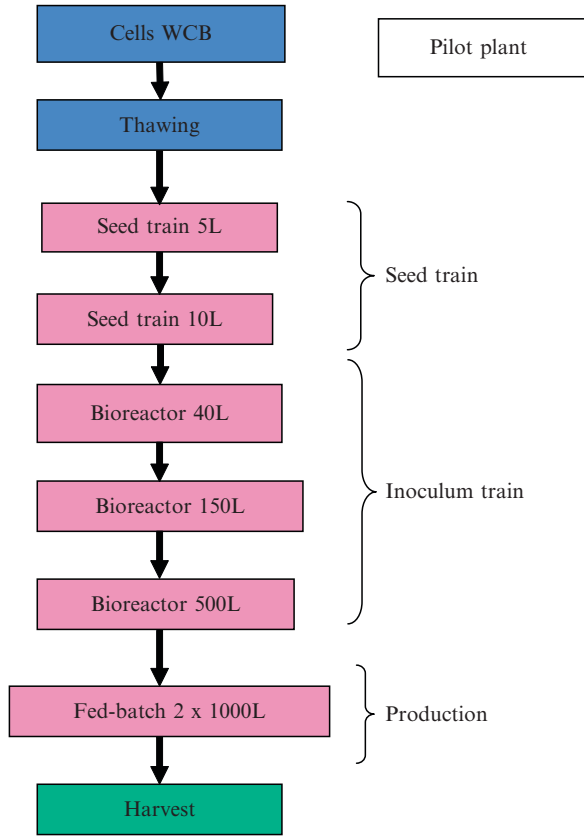 Cells WCB
Pilot plant
Thawing
Seed train 5L
Seed train
Seed train 10L
Bioreactor 40L
Bioreactor 150L
Inoculum train
Bioreactor 500L
Fed-batch 2 x 1000L
Production
Harvest